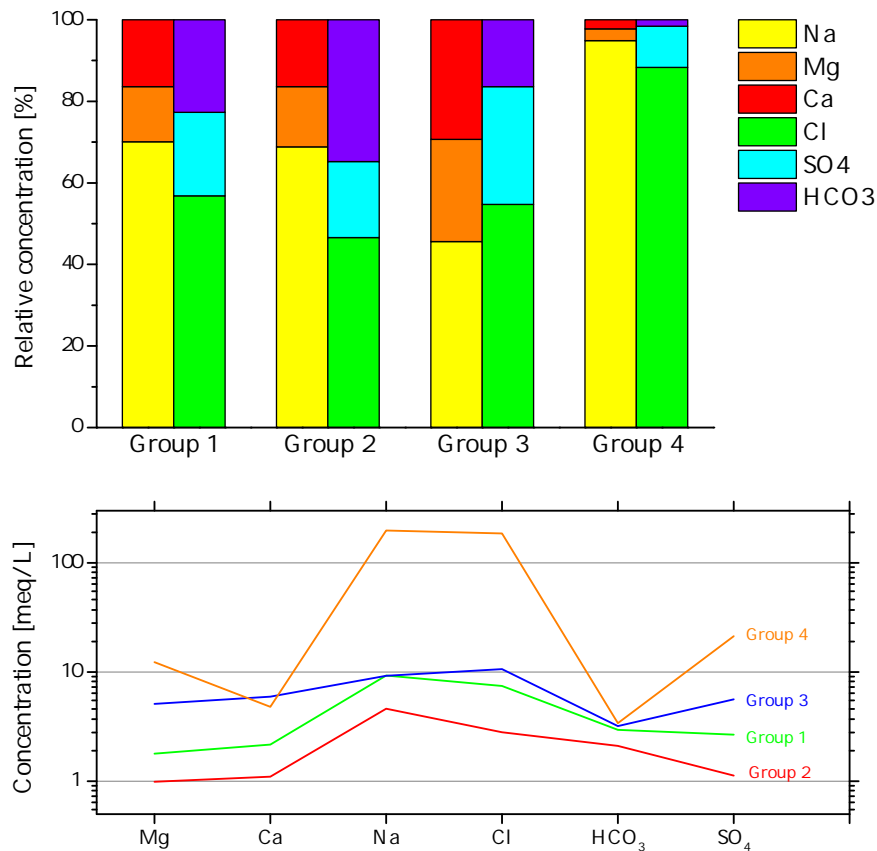 Relative concentration [%]
100
80
60
40
20
0
Group 1
Group 2
Group 3
Group 4
Na
Mg
Ca
Cl
SO4
HCO3
Concentration [meq/L]
100
10
1
Group 4
Group 3
Group 1
Group 2
Mg
Ca
Na
Cl
HCO₃
SO₄